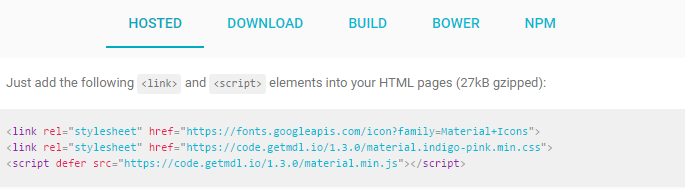 HOSTED DOWNLOAD BUILD BOWER NPM
Just add the following <link> and <script> elements into your HTML pages (27kB gzipped):
<link rel="stylesheet" href="https://fonts.googleapis.com/icon?family=Material+Icons">
<link rel="stylesheet" href="https://code.getmdl.io/1.3.0/material.indigo-pink.min.css">
<script defer src="https://code.getmdl.io/1.3.0/material.min.js"></script>